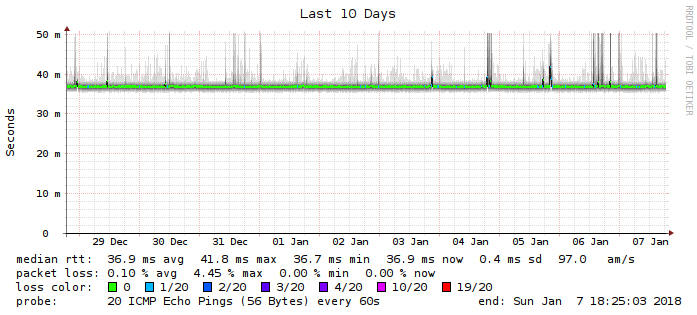 Last 10 Days
RRDTOOL / TOBI OETIKER
Seconds
50 m
40 m
30 m
20 m
10 m
0
29 Dec 30 Dec 31 Dec 01 Jan 02 Jan 03 Jan 04 Jan 05 Jan 06 Jan 07 Jan
median rtt: 36.9 ms avg 41.8 ms max 36.7 ms min 36.9 ms now 0.4 ms sd 97.0 am/s
packet loss: 0.10 % avg 4.45 % max 0.00 % min 0.00 % now
loss color: 0 1/20 2/20 3/20 4/20 10/20 19/20
probe: 20 ICMP Echo Pings (56 Bytes) every 60s end: Sun Jan 7 18:25:03 2018